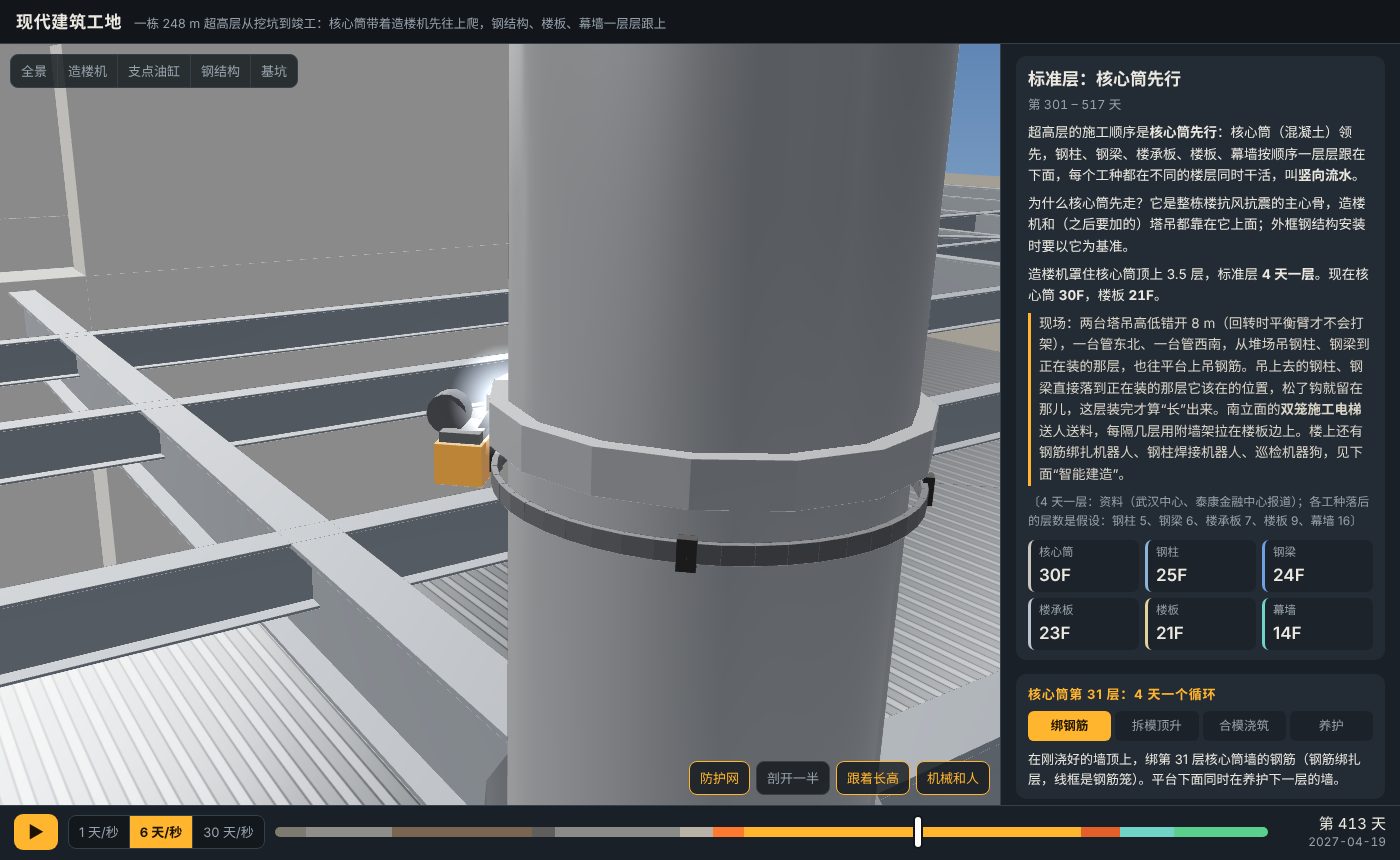 现代建筑工地
一栋 248 m 超高层从挖坑到竣工：核心筒带着造楼机先往上爬，钢结构、楼板、幕墙一层层跟上
全景 造楼机 支点油缸 钢结构 基坑
标准层：核心筒先行
第 301 – 517 天
超高层的施工顺序是核心筒先行：核心筒（混凝土）领
先，钢柱、钢梁、楼承板、楼板、幕墙按顺序一层层跟在
下面，每个工种都在不同的楼层同时干活，叫竖向流水。
为什么核心筒先走？它是整栋楼抗风抗震的主心骨，造楼
机和（之后要加的）塔吊都靠在它上面；外框钢结构安装
时要以它为基准。
造楼机罩住核心筒顶上 3.5 层，标准层 4 天一层。现在核
心筒 30F，楼板 21F。
现场：两台塔吊高低错开 8 m（回转时平衡臂才不会打
架），一台管东北、一台管西南，从堆场吊钢柱、钢梁到
正在装的那层，也往平台上吊钢筋。吊上去的钢柱、钢
梁直接落到正在装的那层它该在的位置，松了钩就留在
那儿，这层装完才算“长”出来。南立面的双笼施工电梯
送人送料，每隔几层用附墙架拉在楼板边上。楼上还有
钢筋绑扎机器人、钢柱焊接机器人、巡检机器狗，见下
面“智能建造”。
〔4 天一层：资料（武汉中心、泰康金融中心报道）；各工种落后
的层数是假设：钢柱 5、钢梁 6、楼承板 7、楼板 9、幕墙 16〕
核心筒 钢柱 钢梁
30F 25F 24F
楼承板 楼板 幕墙
23F 21F 14F
核心筒第 31 层：4 天一个循环
绑钢筋 拆模顶升 合模浇筑 养护
在刚浇好的墙顶上，绑第 31 层核心筒墙的钢筋（钢筋绑扎
层，线框是钢筋笼）。平台下面同时在养护下一层的墙。
防护网 剖开一半 跟着长高 机械和人
1 天/秒 6 天/秒 30 天/秒
第 413 天
2027-04-19